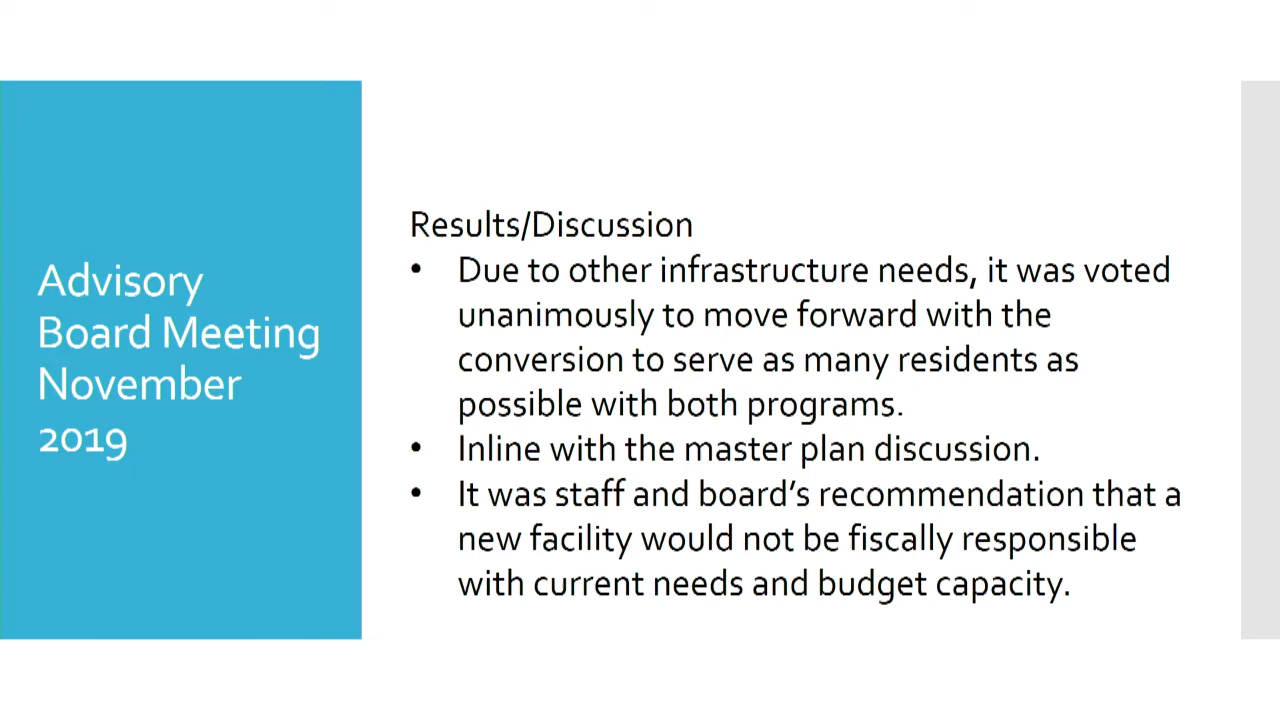 Advisory
Board Meeting
November
2019
Results/Discussion
• Due to other infrastructure needs, it was voted
unanimously to move forward with the
conversion to serve as many residents as
possible with both programs.
• Inline with the master plan discussion.
• It was staff and board’s recommendation that a
new facility would not be fiscally responsible
with current needs and budget capacity.